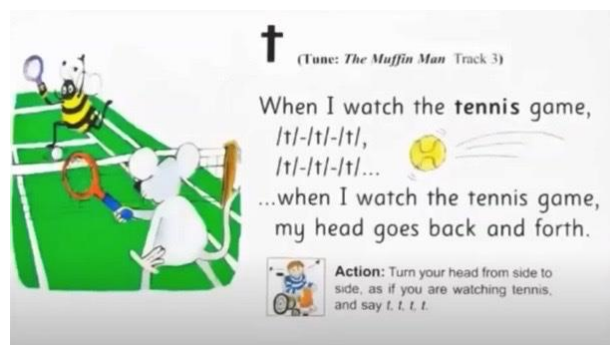 t
(Tune: The Muffin Man Track 3)
When I watch the tennis game,
/t/-/t/-/t/,
/t/-/t/-/t/...
...when I watch the tennis game,
my head goes back and forth.
Action: Turn your head from side to
side, as if you are watching tennis,
and say t, t, t, t.